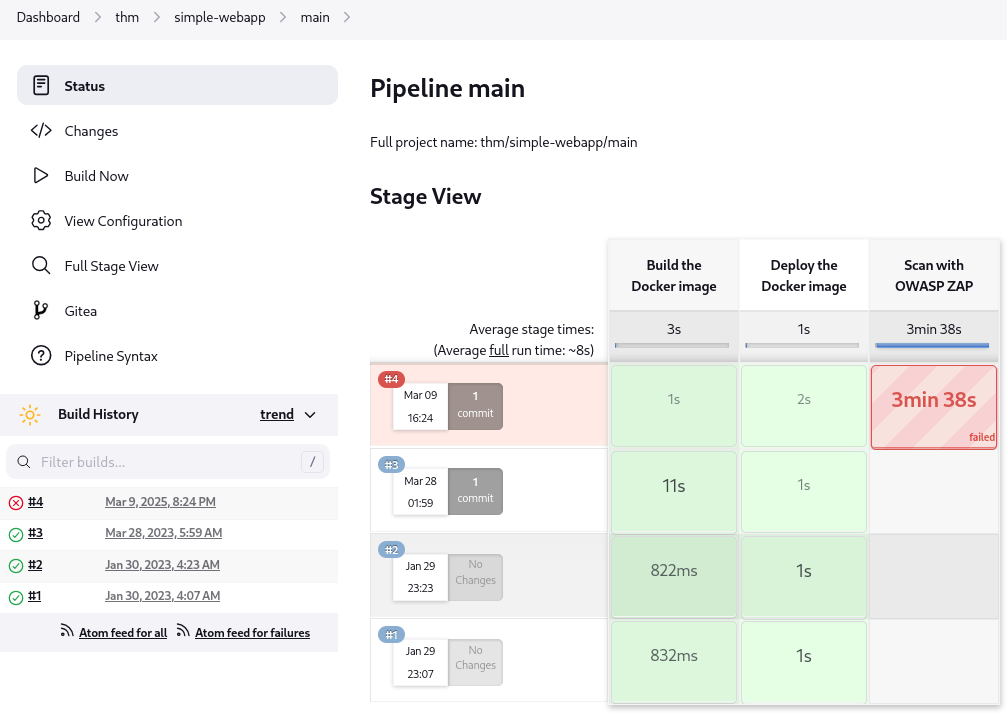 Dashboard
thm
simple-webapp
main
Status
Changes
Build Now
View Configuration
Full Stage View
Gitea
Pipeline Syntax
Build History
trend
Filter builds...
/
#4
Mar 9, 2025, 8:24 PM
#3
Mar 28, 2023, 5:59 AM
#2
Jan 30, 2023, 4:23 AM
#1
Jan 30, 2023, 4:07 AM
Atom feed for all
Atom feed for failures
Pipeline main
Full project name: thm/simple-webapp/main
Stage View
Build the
Docker image
Deploy the
Docker image
Scan with
OWASP ZAP
Average stage times:
(Average full run time: ~8s)
3s
1s
3min 38s
#4
Mar 09
16:24
1
commit
1s
2s
3min 38s
failed
#3
Mar 28
01:59
1
commit
11s
1s
#2
Jan 29
23:23
No
Changes
822ms
1s
#1
Jan 29
23:07
No
Changes
832ms
1s